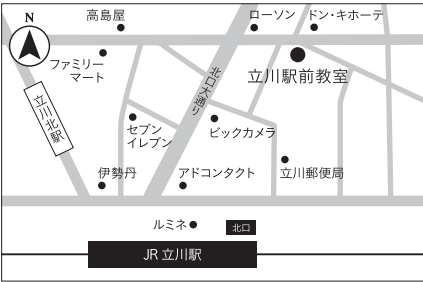 N
高島屋
ローソン
ドン・キホーテ
ファミリー
マート
立川駅前教室
北口大通り
立川北駅
セブン
イレブン
ビックカメラ
伊勢丹
アドコンタクト
立川郵便局
ルミネ
北口
JR 立川駅